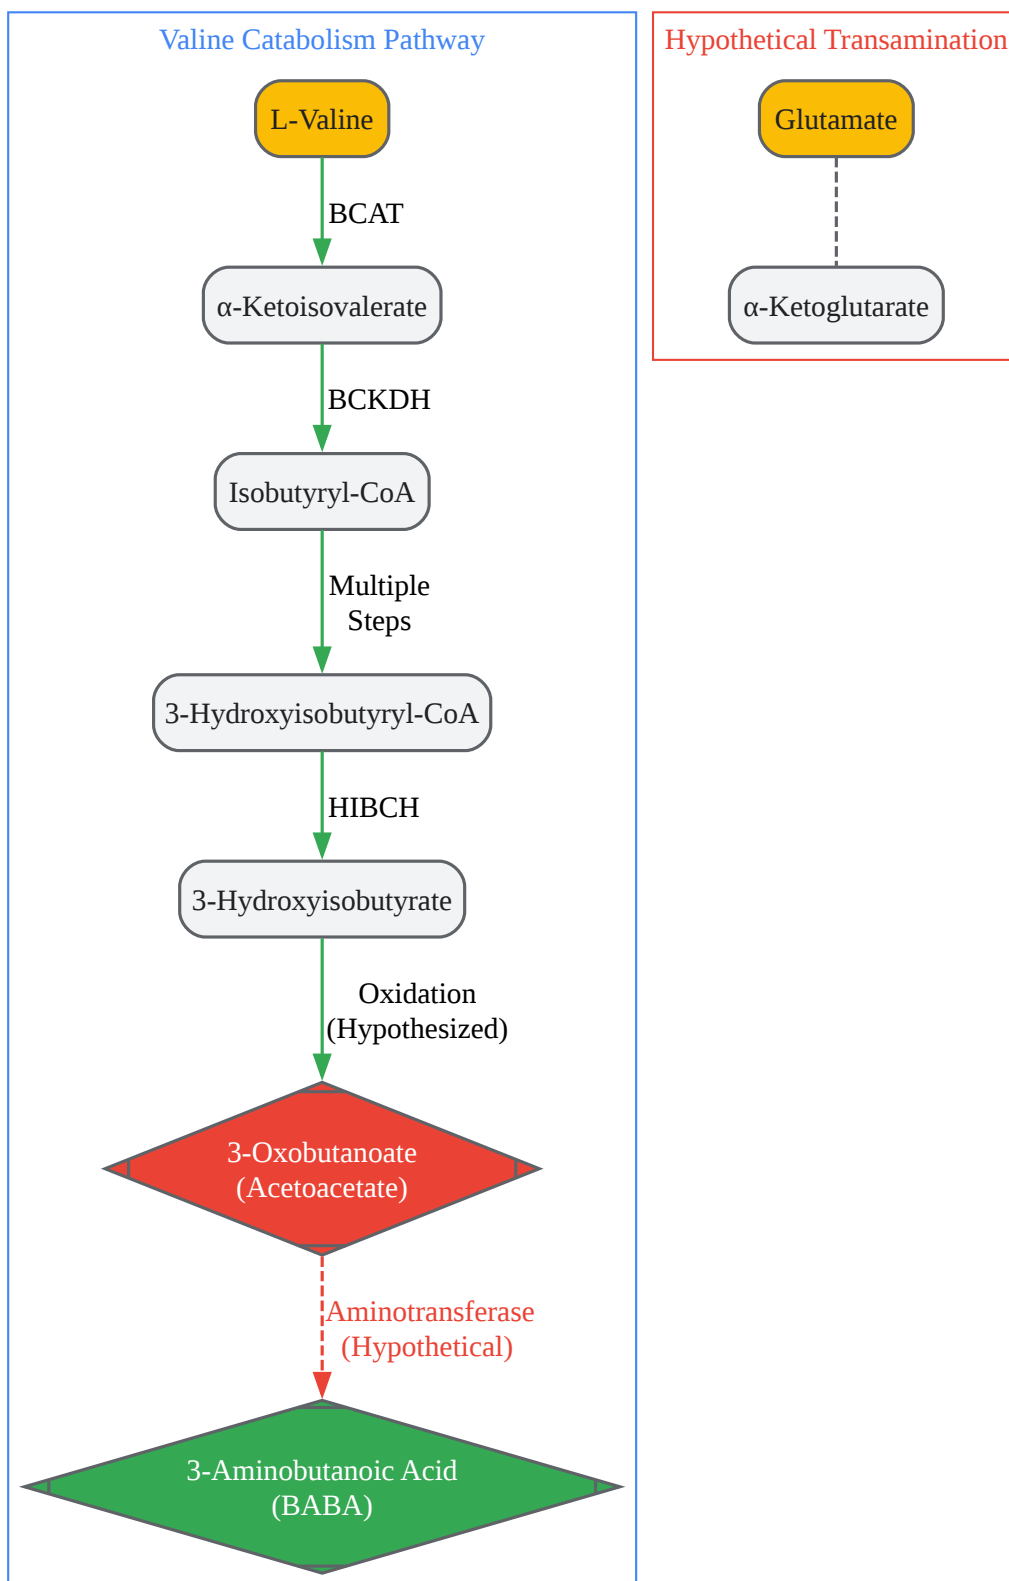 Valine Catabolism Pathway
L-Valine
BCAT
α-Ketoisovalerate
BCKDH
Isobutyryl-CoA
Multiple
Steps
3-Hydroxyisobutyryl-CoA
HIBCH
3-Hydroxyisobutyrate
Oxidation
(Hypothesized)
3-Oxobutanoate
(Acetoacetate)
Aminotransferase
(Hypothetical)
3-Aminobutanoic Acid
(BABA)
Hypothetical Transamination
Glutamate
α-Ketoglutarate